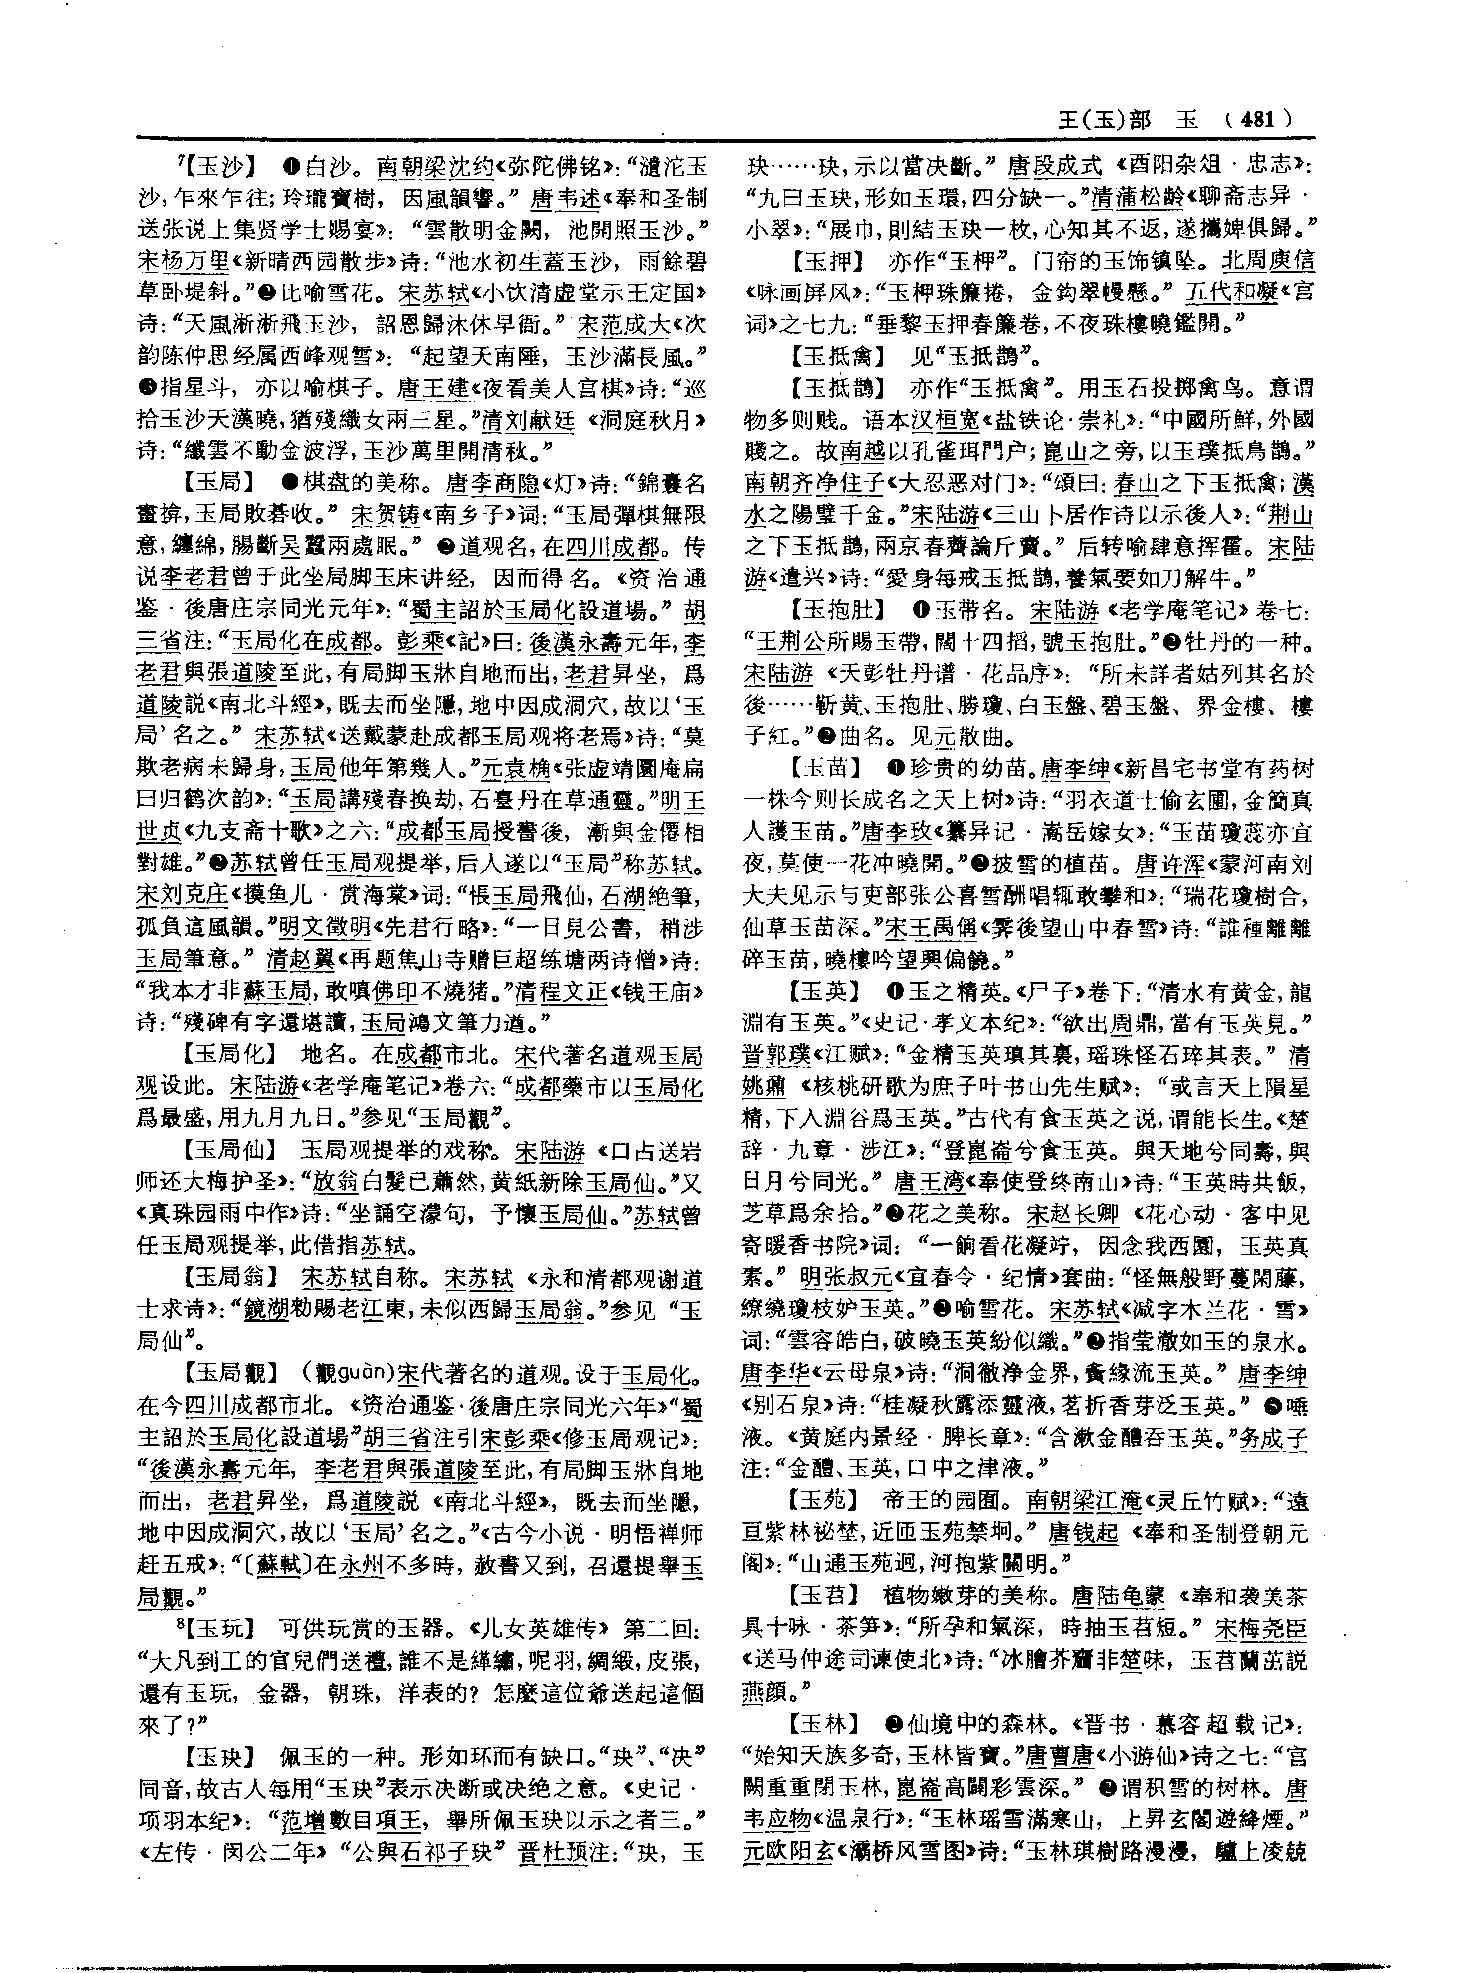 王(玉)部　玉　(481)
⁷【玉沙】　❶白沙。南朝梁沈约《弥陀佛铭》：“瀢沱玉
沙，乍來乍往；玲瓏寶樹，因風韻響。”唐韦述《奉和圣制
送张说上集贤学士赐宴》：“雲散明金闕，池開照玉沙。”
宋杨万里《新晴西园散步》诗：“池水初生蓋玉沙，雨餘碧
草卧堤斜。”❷比喻雪花。宋苏轼《小饮清虚堂示王定国》
诗：“天風淅淅飛玉沙，詔恩歸沐休早衙。”宋范成大《次
韵陈仲思经属西峰观雪》：“起望天南陲，玉沙滿長風。”
❸指星斗，亦以喻棋子。唐王建《夜看美人宫棋》诗：“巡
拾玉沙天漢曉，猶殘織女兩三星。”清刘献廷《洞庭秋月》
诗：“纖雲不動金波浮，玉沙萬里開清秋。”
【玉局】　❶棋盘的美称。唐李商隐《灯》诗：“錦囊名
畫揜，玉局敗碁收。”宋贺铸《南乡子》词：“玉局彈棋無限
意，纏綿，腸斷吴蠶兩處眠。”❷道观名，在四川成都。传
说李老君曾于此坐局脚玉床讲经，因而得名。《资治通
鉴·後唐庄宗同光元年》：“蜀主詔於玉局化設道場。”胡
三省注：“玉局化在成都。彭乘《記》曰：後漢永壽元年，李
老君與張道陵至此，有局脚玉牀自地而出，老君昇坐，爲
道陵説《南北斗經》，既去而坐隱，地中因成洞穴，故以‘玉
局’名之。”宋苏轼《送戴蒙赴成都玉局观将老焉》诗：“莫
欺老病未歸身，玉局他年第幾人。”元袁桷《张虚靖圜庵扁
曰归鹤次韵》：“玉局講殘春换劫，石臺丹在草通靈。”明王
世贞《九支斋十歌》之六：“成都玉局授書後，漸與金僊相
對雄。”❸苏轼曾任玉局观提举，后人遂以“玉局”称苏轼。
宋刘克庄《摸鱼儿·赏海棠》词：“悵玉局飛仙，石湖絶筆，
孤負這風韻。”明文徵明《先君行略》：“一日見公書，稍涉
玉局筆意。”清赵翼《再题焦山寺赠巨超练塘两诗僧》诗：
“我本才非蘇玉局，敢嗔佛印不燒猪。”清程文正《钱王庙》
诗：“殘碑有字還堪讀，玉局鴻文筆力遒。”
【玉局化】　地名。在成都市北。宋代著名道观玉局
观设此。宋陆游《老学庵笔记》卷六：“成都藥市以玉局化
爲最盛，用九月九日。”参见“玉局觀”。
【玉局仙】　玉局观提举的戏称。宋陆游《口占送岩
师还大梅护圣》：“放翁白髮已蕭然，黄紙新除玉局仙。”又
《真珠园雨中作》诗：“坐誦空濛句，予懷玉局仙。”苏轼曾
任玉局观提举，此借指苏轼。
【玉局翁】　宋苏轼自称。宋苏轼《永和清都观谢道
士求诗》：“鏡湖勑賜老江東，未似西歸玉局翁。”参见“玉
局仙”。
【玉局觀】　(觀guàn)宋代著名的道观。设于玉局化。
在今四川成都市北。《资治通鉴·後唐庄宗同光六年》“蜀
主詔於玉局化設道場”胡三省注引宋彭乘《修玉局观记》：
“後漢永壽元年，李老君與張道陵至此，有局脚玉牀自地
而出，老君昇坐，爲道陵説《南北斗經》，既去而坐隱，
地中因成洞穴，故以‘玉局’名之。”《古今小说·明悟禅师
赶五戒》：“〔蘇軾〕在永州不多時，赦書又到，召還提舉玉
局觀。”
⁸【玉玩】　可供玩赏的玉器。《儿女英雄传》第二回：
“大凡到工的官兒們送禮，誰不是緙繡，呢羽，綢緞，皮張，
還有玉玩，金器，朝珠，洋表的？怎麽這位爺送起這個
來了？”
【玉玦】　佩玉的一种。形如环而有缺口。“玦”、“决”
同音，故古人每用“玉玦”表示决断或决绝之意。《史记·
项羽本纪》：“范增數目項王，舉所佩玉玦以示之者三。”
《左传·闵公二年》“公與石祁子玦”晋杜预注：“玦，玉
玦……玦，示以當决斷。”唐段成式《酉阳杂俎·忠志》：
“九曰玉玦，形如玉環，四分缺一。”清蒲松龄《聊斋志异·
小翠》：“展巾，則結玉玦一枚，心知其不返，遂攜婢俱歸。”
【玉押】　亦作“玉柙”。门帘的玉饰镇坠。北周庾信
《咏画屏风》：“玉柙珠簾捲，金鈎翠幔懸。”五代和凝《宫
词》之七九：“垂黎玉押春簾卷，不夜珠樓曉鑑開。”
【玉抵禽】　见“玉抵鹊”。
【玉抵鹊】　亦作“玉抵禽”。用玉石投掷禽鸟。意谓
物多则贱。语本汉桓宽《盐铁论·崇礼》：“中國所鮮，外國
賤之。故南越以孔雀珥門户；崑山之旁，以玉璞抵烏鵲。”
南朝齐净住子《大忍恶对门》：“頌曰：春山之下玉抵禽；漢
水之陽璧千金。”宋陆游《三山卜居作诗以示後人》：“荆山
之下玉抵鵲，兩京春薺論斤賣。”后转喻肆意挥霍。宋陆
游《遣兴》诗：“愛身每戒玉抵鵲，養氣要如刀解牛。”
【玉抱肚】　❶玉带名。宋陆游《老学庵笔记》卷七：
“王荆公所賜玉帶，闊十四搯，號玉抱肚。”❷牡丹的一种。
宋陆游《天彭牡丹谱·花品序》：“所未詳者姑列其名於
後……靳黄、玉抱肚、勝瓊、白玉盤、碧玉盤、界金樓、樓
子紅。”❸曲名。见元散曲。
【玉苗】　❶珍贵的幼苗。唐李绅《新昌宅书堂有药树
一株今则长成名之天上树》诗：“羽衣道士偷玄圃，金簡真
人護玉苗。”唐李玫《纂异记·嵩岳嫁女》：“玉苗瓊蕊亦宜
夜，莫使一花冲曉開。”❷披雪的植苗。唐许浑《蒙河南刘
大夫见示与吏部张公喜雪酬唱辄敢攀和》：“瑞花瓊樹合，
仙草玉苗深。”宋王禹偁《霁後望山中春雪》诗：“誰種離離
碎玉苗，曉樓吟望興偏饒。”
【玉英】　❶玉之精英。《尸子》卷下：“清水有黄金，龍
淵有玉英。”《史记·孝文本纪》：“欲出周鼎，當有玉英見。”
晋郭璞《江赋》：“金精玉英瑱其裏，瑶珠怪石琗其表。”清
姚鼐《核桃研歌为庶子叶书山先生赋》：“或言天上隕星
精，下入淵谷爲玉英。”古代有食玉英之说，谓能长生。《楚
辞·九章·涉江》：“登崑崙兮食玉英。與天地兮同壽，與
日月兮同光。”唐王湾《奉使登终南山》诗：“玉英時共飯，
芝草爲余拾。”❷花之美称。宋赵长卿《花心动·客中见
寄暖香书院》词：“一餉看花凝竚，因念我西園，玉英真
素。”明张叔元《宜春令·纪情》套曲：“怪無般野蔓閑藤，
繚繞瓊枝妒玉英。”❸喻雪花。宋苏轼《减字木兰花·雪》
词：“雲容皓白，破曉玉英紛似織。”❷指莹澈如玉的泉水。
唐李华《云母泉》诗：“洞徹净金界，夤緣流玉英。”唐李绅
《别石泉》诗：“桂凝秋露添靈液，茗折香芽泛玉英。”❺唾
液。《黄庭内景经·脾长章》：“含漱金醴吞玉英。”务成子
注：“金醴、玉英，口中之津液。”
【玉苑】　帝王的园囿。南朝梁江淹《灵丘竹赋》：“遠
亘紫林祕埜，近匝玉苑禁坰。”唐钱起《奉和圣制登朝元
阁》：“山通玉苑迥，河抱紫關明。”
【玉苕】　植物嫩芽的美称。唐陆龟蒙《奉和袭美茶
具十咏·茶笋》：“所孕和氣深，時抽玉苕短。”宋梅尧臣
《送马仲途司谏使北》诗：“冰膾芥虀非楚味，玉苕蘭茁説
燕顔。”
【玉林】　❷仙境中的森林。《晋书·慕容超载记》：
“始知天族多奇，玉林皆寶。”唐曹唐《小游仙》诗之七：“宫
闕重重閉玉林，崑崙高闢彩雲深。”❷谓积雪的树林。唐
韦应物《温泉行》：“玉林瑶雪滿寒山，上昇玄閣遊絳煙。”
元欧阳玄《灞桥风雪图》诗：“玉林琪樹路漫漫，驢上凌兢